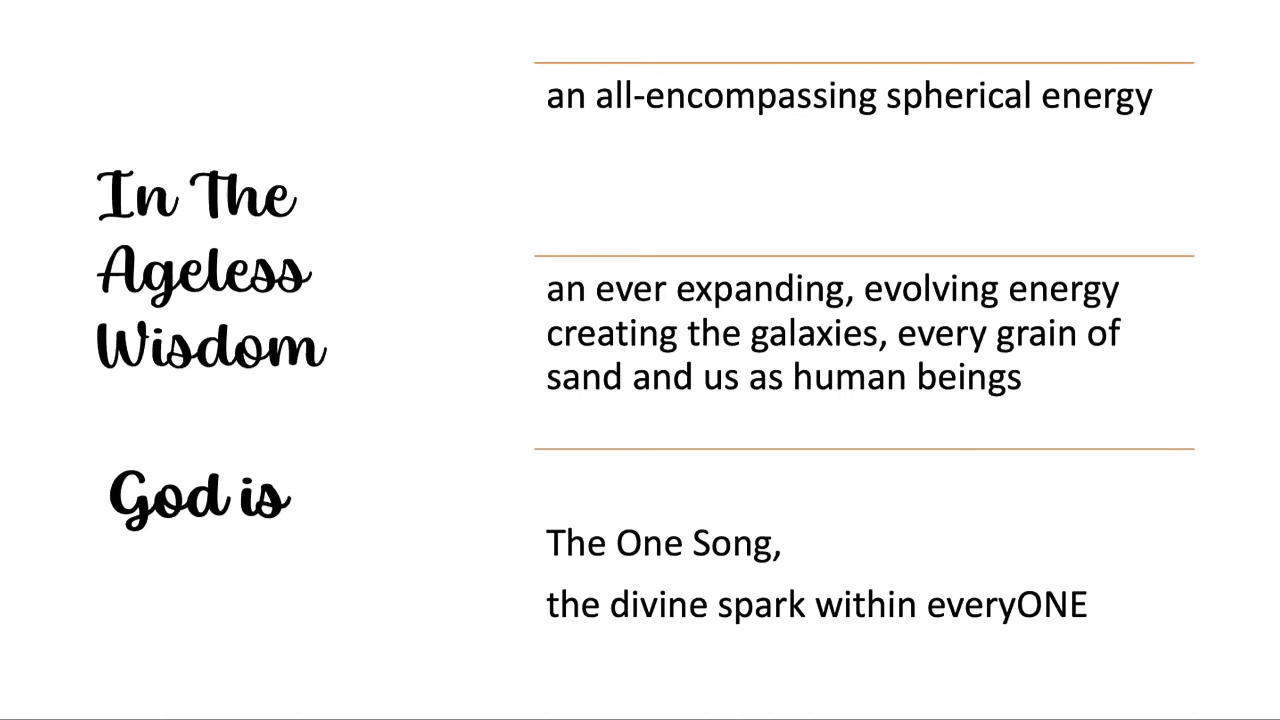 In The
Ageless
Wisdom
God is
an all-encompassing spherical energy
an ever expanding, evolving energy
creating the galaxies, every grain of
sand and us as human beings
The One Song,
the divine spark within everyONE